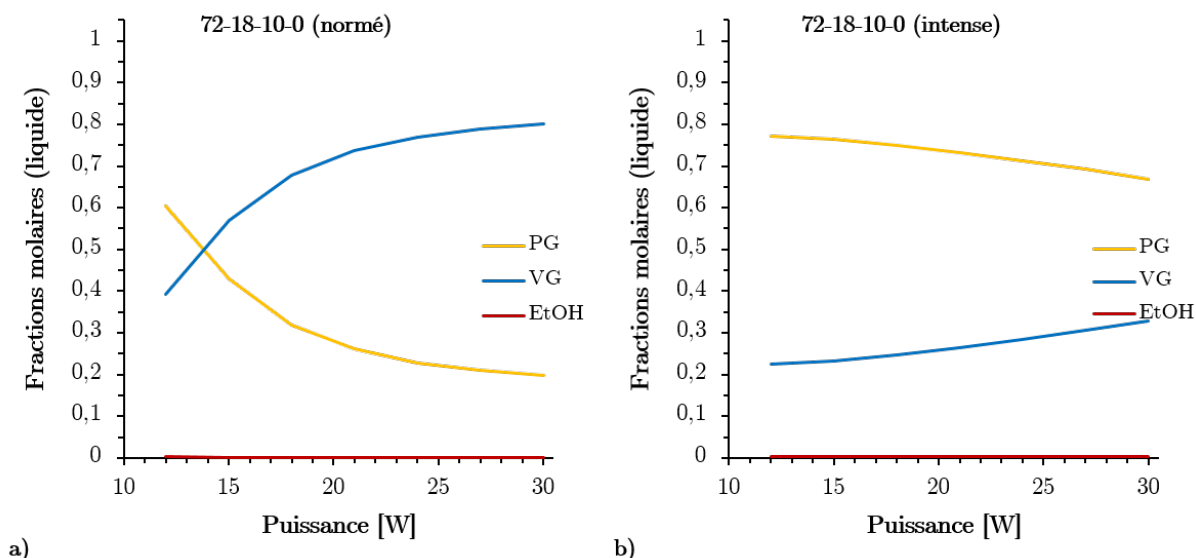 72-18-10-0 (normé)
Fractions molaires (liquide)
1
0,9
0,8
0,7
0,6
0,5
0,4
0,3
0,2
0,1
0
10
15
20
25
30
Puissance [W]
PG
VG
EtOH
a)
72-18-10-0 (intense)
Fractions molaires (liquide)
1
0,9
0,8
0,7
0,6
0,5
0,4
0,3
0,2
0,1
0
10
15
20
25
30
Puissance [W]
PG
VG
EtOH
b)